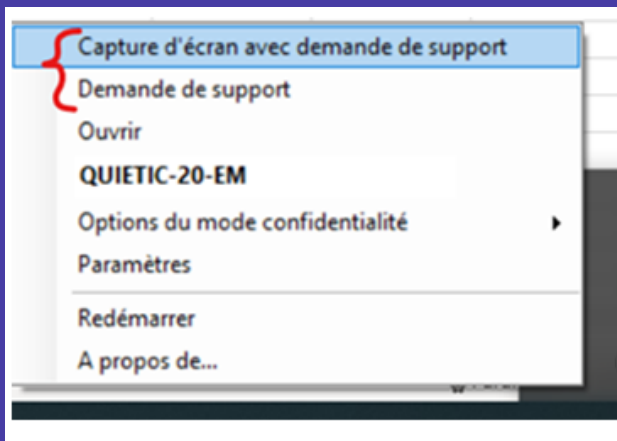 Capture d'écran avec demande de support
Demande de support
Ouvrir
QUIETIC-20-EM
Options du mode confidentialité
Paramètres
Redémarrer
A propos de...